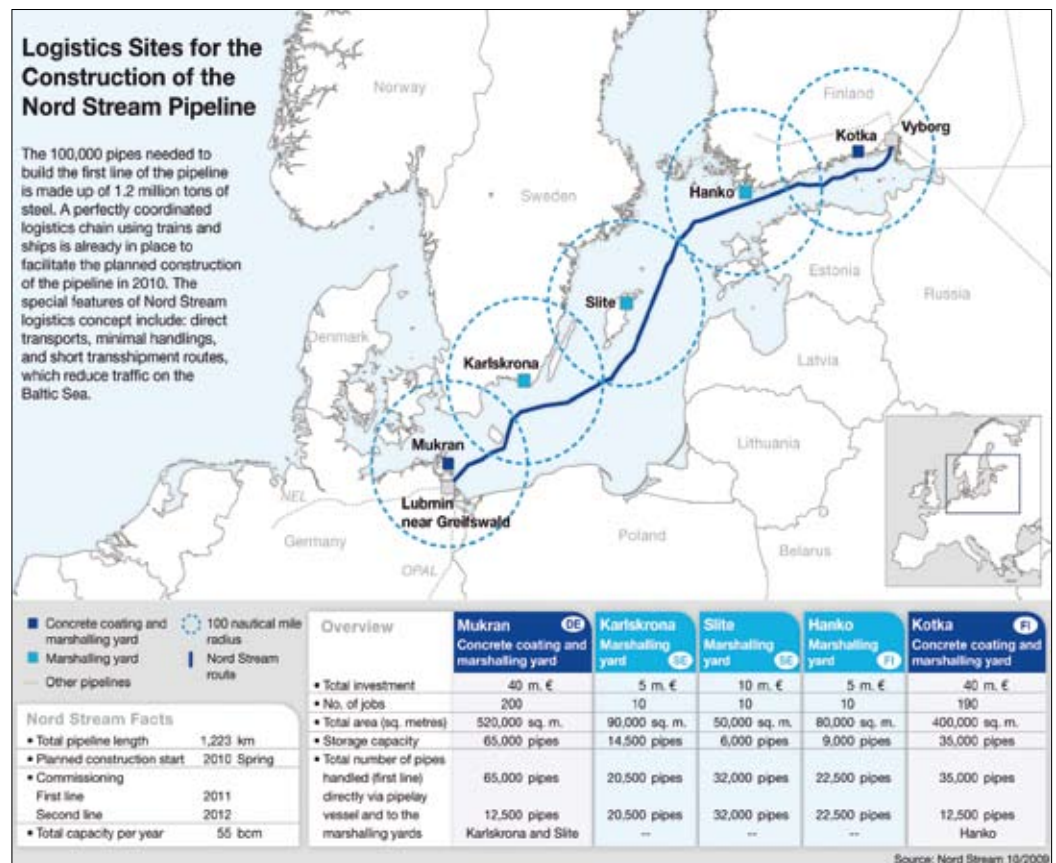 Logistics Sites for the
Construction of the
Nord Stream Pipeline
The 100,000 pipes needed to
build the first line of the pipeline
is made up of 1.2 million tons of
steel. A perfectly coordinated
logistics chain using trains and
ships is already in place to
facilitate the planned construction
of the pipeline in 2010. The
special features of Nord Stream
logistics concept include: direct
transports, minimal handlings,
and short transshipment routes,
which reduce traffic on the
Baltic Sea.
Norway
Finland
Kotka
Vyborg
Hanko
Sweden
Estonia
Russia
Slite
Denmark
Latvia
Karlskrona
Lithuania
Mukran
NEL
Lubmin
near Greifswald
Germany
Poland
Belarus
OPAL
Concrete coating and
marshalling yard
Marshalling yard
Other pipelines
100 nautical mile
radius
Nord Stream
route
Nord Stream Facts
• Total pipeline length 1,223 km
• Planned construction start 2010 Spring
• Commissioning
First line 2011
Second line 2012
• Total capacity per year 55 bcm
Overview
Mukran DE
Concrete coating and
marshalling yard
Karlskrona
Marshalling
yard SE
Slite
Marshalling
yard SE
Hanko
Marshalling
yard FI
Kotka FI
Concrete coating and
marshalling yard
• Total investment 40 m. € 5 m. € 10 m. € 5 m. € 40 m. €
• No. of jobs 200 10 10 10 190
• Total area (sq. metres) 520,000 sq. m. 90,000 sq. m. 50,000 sq. m. 80,000 sq. m. 400,000 sq. m.
• Storage capacity 65,000 pipes 14,500 pipes 6,000 pipes 9,000 pipes 35,000 pipes
• Total number of pipes
handled (first line) 65,000 pipes 20,500 pipes 32,000 pipes 22,500 pipes 35,000 pipes
directly via pipelay
vessel and to the 12,500 pipes 20,500 pipes 32,000 pipes 22,500 pipes 12,500 pipes
marshalling yards Karlskrona and Slite -- -- -- Hanko
Source: Nord Stream 10/2009